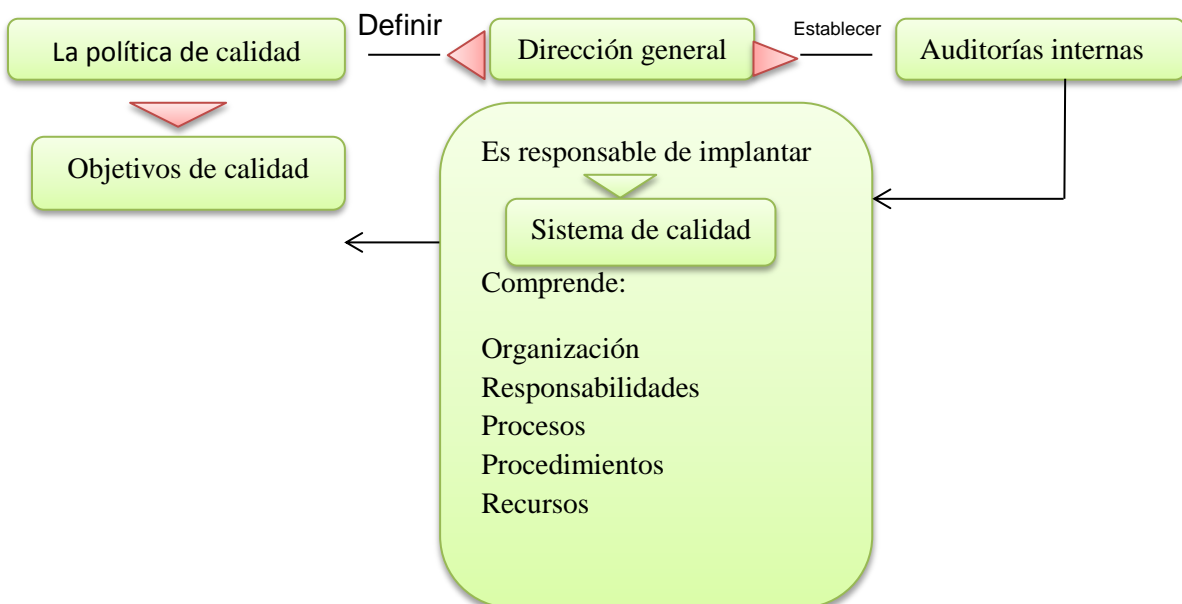 La política de calidad
Definir
Dirección general
Establecer
Auditorías internas
Objetivos de calidad
Es responsable de implantar
Sistema de calidad
Comprende:
Organización
Responsabilidades
Procesos
Procedimientos
Recursos